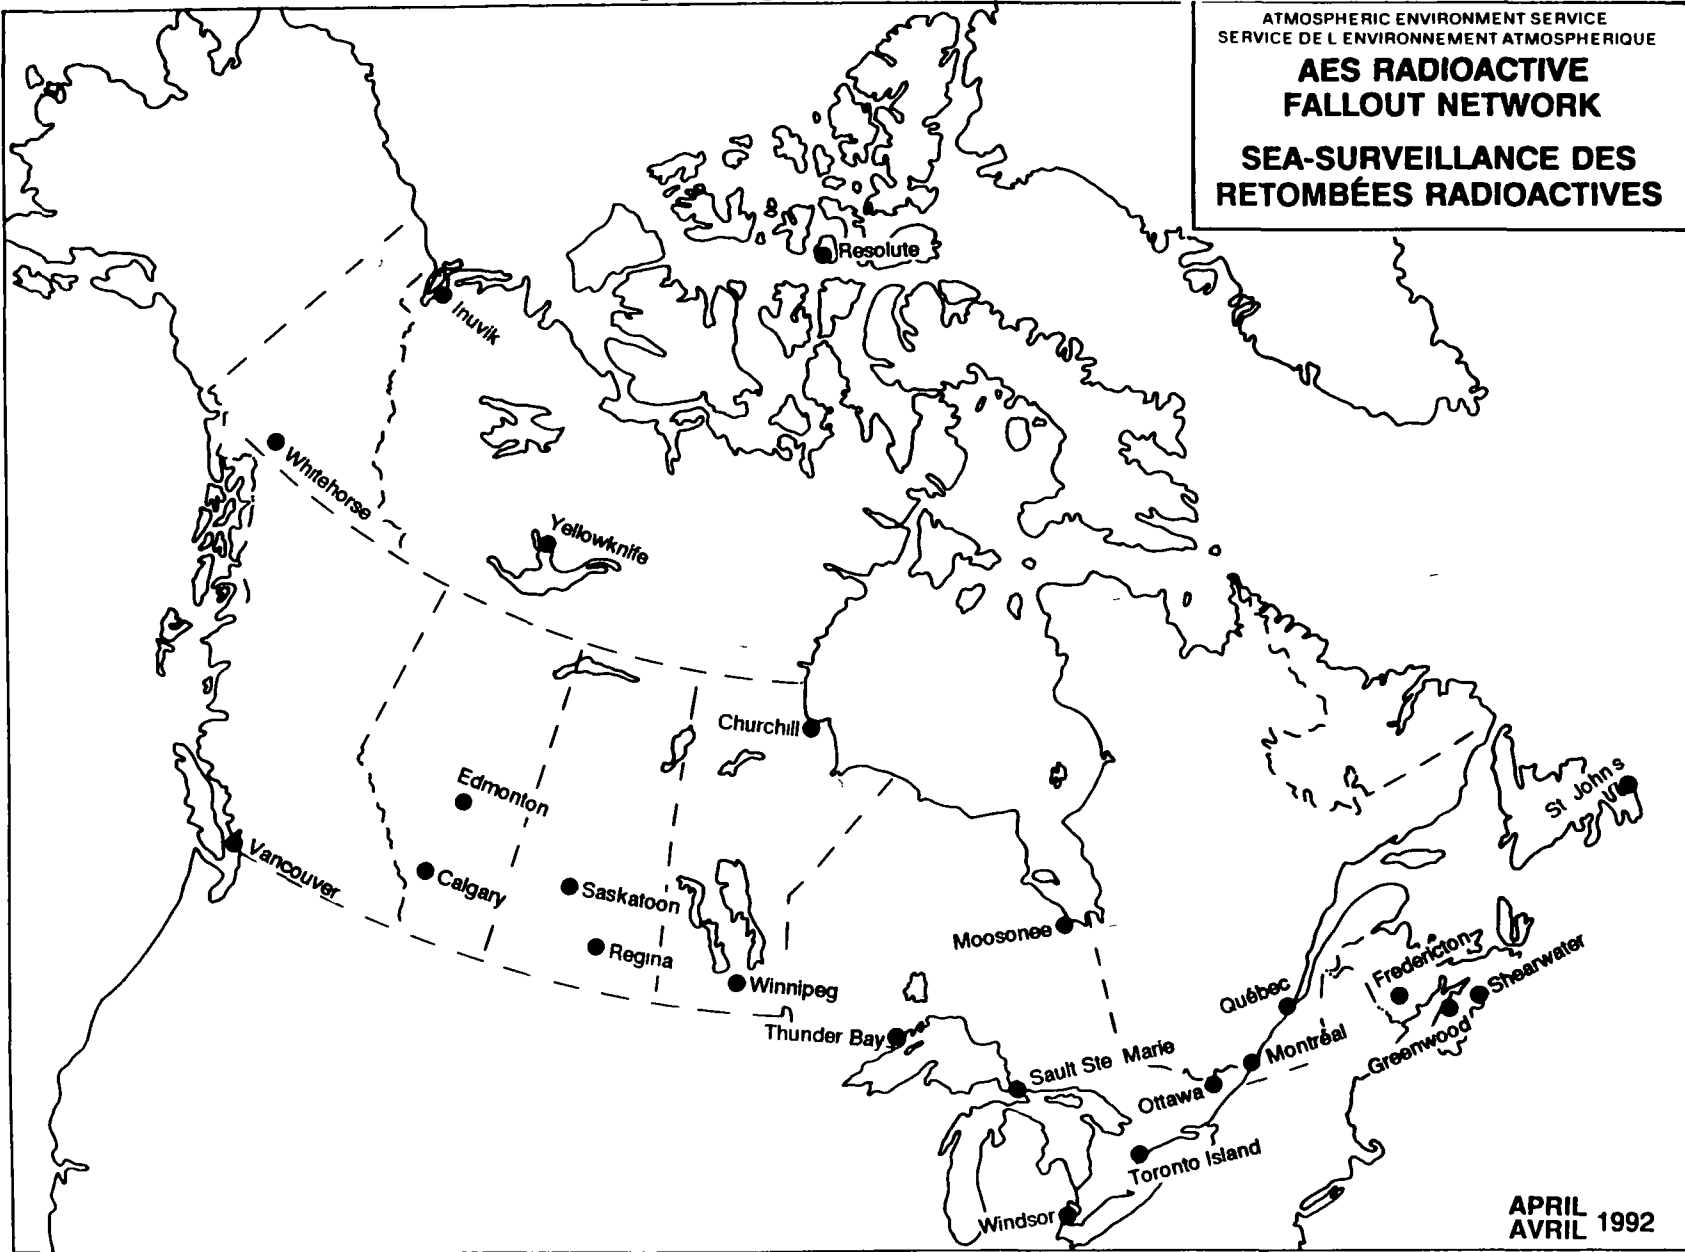 ATMOSPHERIC ENVIRONMENT SERVICE
SERVICE DE L ENVIRONNEMENT ATMOSPHERIQUE
AES RADIOACTIVE
FALLOUT NETWORK
SEA-SURVEILLANCE DES
RETOMBÉES RADIOACTIVES
Resolute
Inuvik
Whitehorse
Yellowknife
Churchill
Edmonton
St John s
Vancouver
Calgary
Saskatoon
Moosonee
Regina
Winnipeg
Fredericton
Shearwater
Québec
Thunder Bay
Greenwood
Montréal
Sault Ste Marie
Ottawa
Toronto Island
Windsor
APRIL
AVRIL 1992